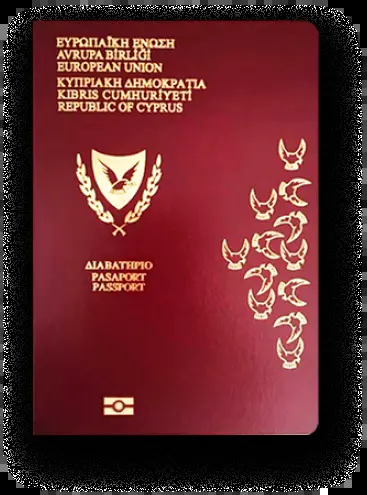 ΕΥΡΩΠΑΪΚΗ ΕΝΩΣΗ
AVRUPA BİRLİĞİ
EUROPEAN UNION
ΚΥΠΡΙΑΚΗ ΔΗΜΟΚΡΑΤΙΑ
KIBRIS CUMHURİYETİ
REPUBLIC OF CYPRUS
ΔΙΑΒΑΤΗΡΙΟ
PASAPORT
PASSPORT